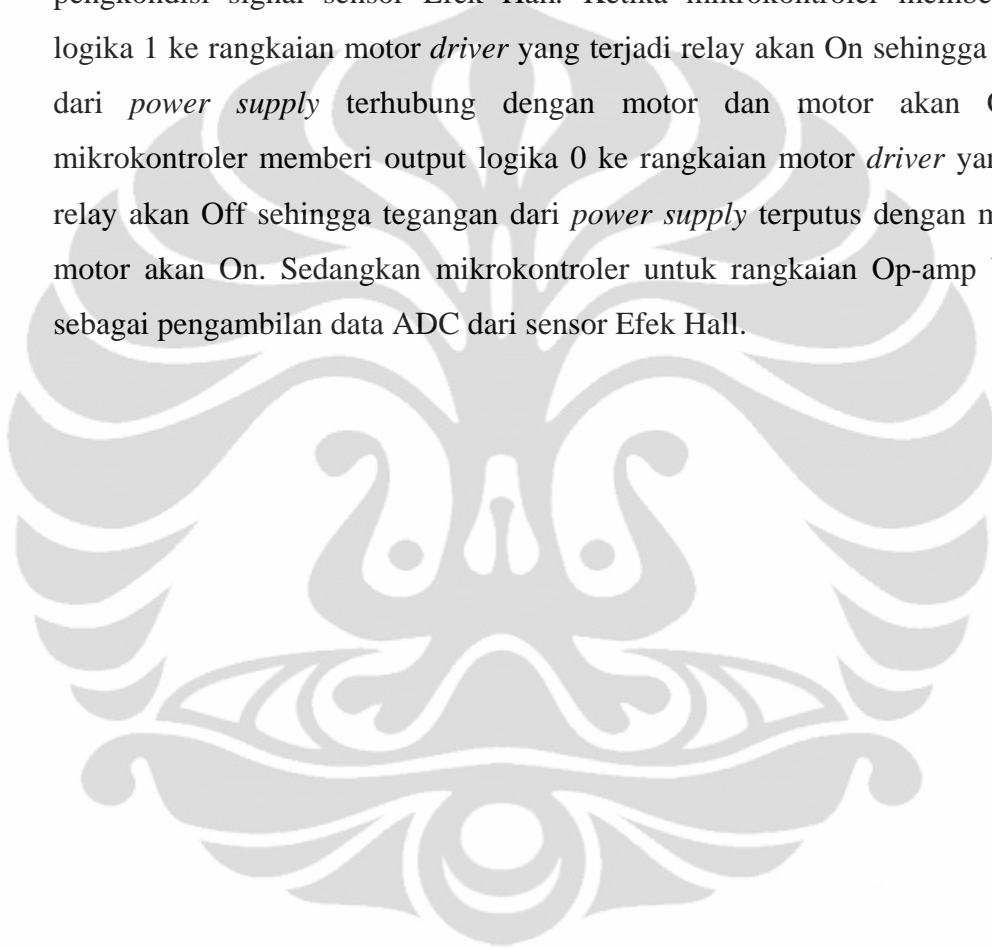 pengkondisi signal sensor Efek Hall. Ketika mikrokontroler
logika 1 ke rangkaian motor driver yang terjadi relay akan On sehingga
dari power supply terhubung dengan motor dan motor akan
mikrokontroler memberi output logika 0 ke rangkaian motor driver
relay akan Off sehingga tegangan dari power supply terputus dengan
motor akan On. Sedangkan mikrokontroler untuk rangkaian Op-amp
sebagai pengambilan data ADC dari sensor Efek Hall.